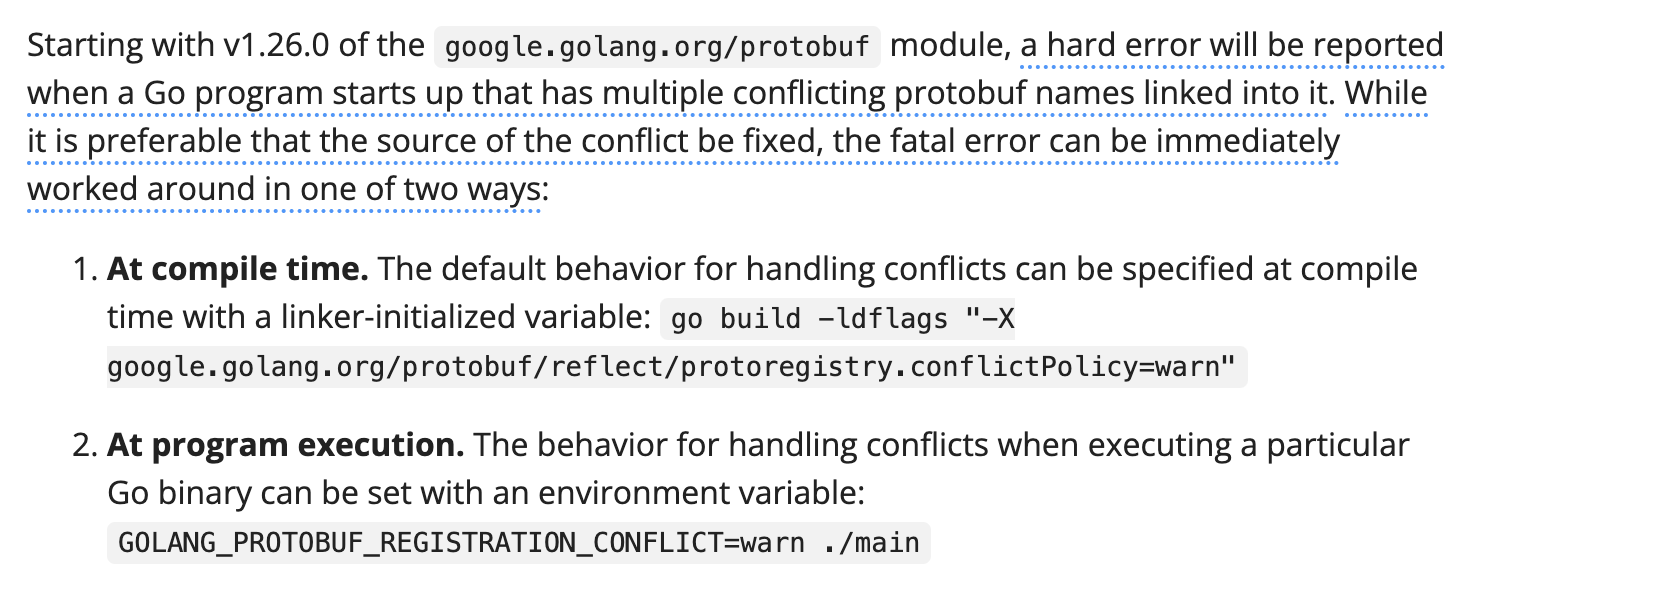 Starting with v1.26.0 of the google.golang.org/protobuf module, a hard error will be reported
when a Go program starts up that has multiple conflicting protobuf names linked into it. While
it is preferable that the source of the conflict be fixed, the fatal error can be immediately
worked around in one of two ways:
1. At compile time. The default behavior for handling conflicts can be specified at compile
time with a linker-initialized variable: go build -ldflags "-X
google.golang.org/protobuf/reflect/protoregistry.conflictPolicy=warn"
2. At program execution. The behavior for handling conflicts when executing a particular
Go binary can be set with an environment variable:
GOLANG_PROTOBUF_REGISTRATION_CONFLICT=warn ./main